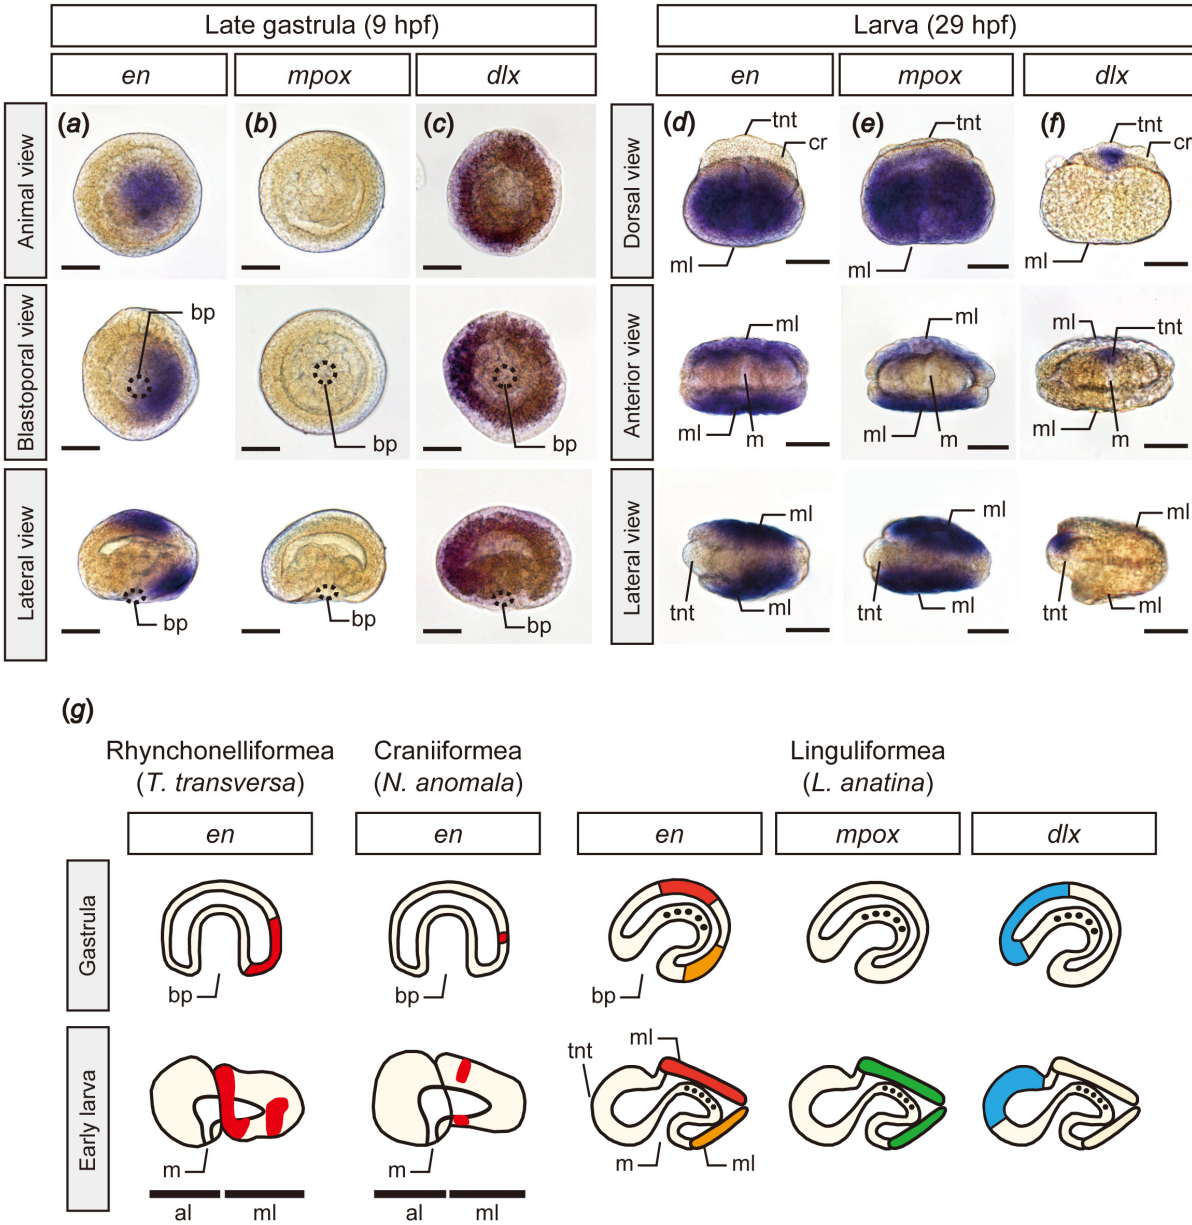 Late gastrula (9 hpf)
Larva (29 hpf)
en
mpox
dlx
en
mpox
dlx
Animal view
(a)
(b)
(c)
Dorsal view
(d)
tnt
cr
ml
(e)
tnt
ml
(f)
tnt
cr
ml
Blastoporal view
bp
bp
bp
Anterior view
ml
ml
m
ml
ml
m
ml
tnt
ml
m
Lateral view
bp
bp
bp
Lateral view
ml
tnt
ml
ml
tnt
ml
ml
tnt
ml
(g)
Rhynchonelliformea
(T. transversa)
Craniiformea
(N. anomala)
Linguliformea
(L. anatina)
en
en
en
mpox
dlx
Gastrula
bp
bp
bp
Early larva
m
al
ml
m
al
ml
tnt
ml
m
ml